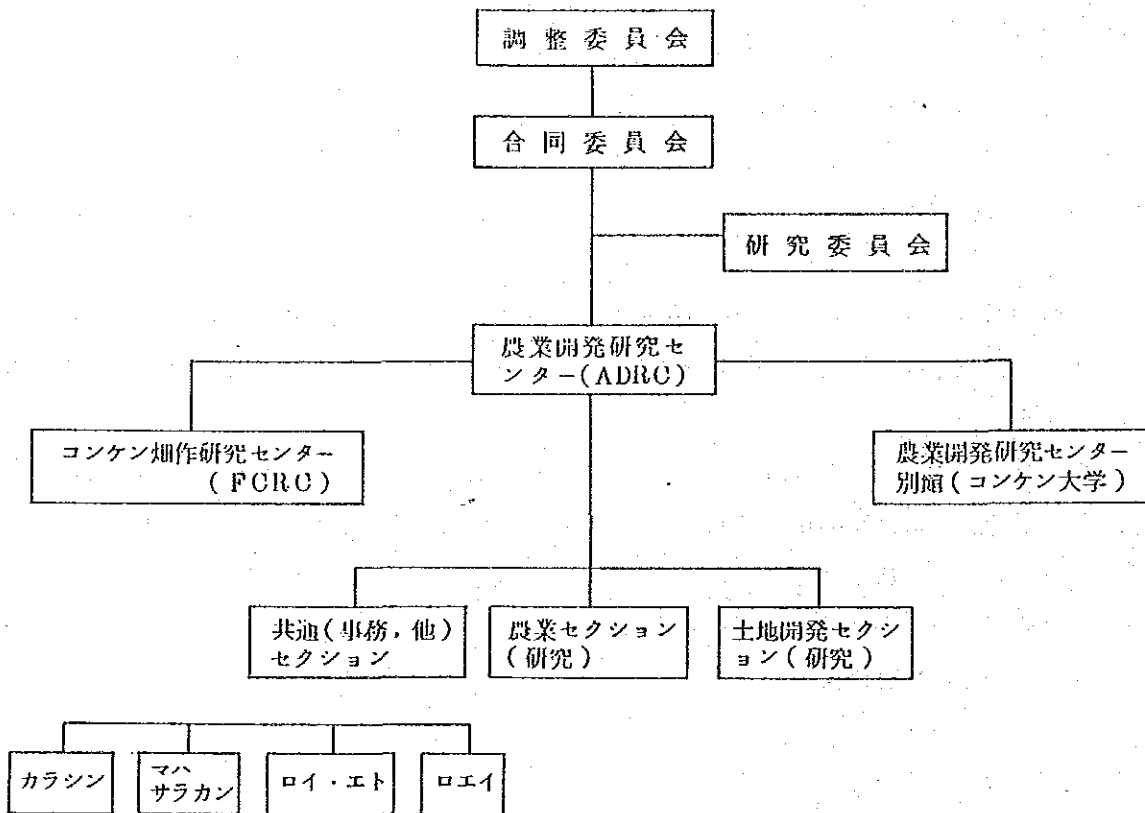 調整委員会
合同委員会
研究委員会
農業開発研究セ
ンター(ADRC)
コンケン畑作研究センター
(FCRC)
農業開発研究センター
別館(コンケン大学)
共通(事務,他)
セクション
農業セクション
(研究)
土地開発セクシ
ョン(研究)
カラシン
マハ
サラカン
ロイ・エト
ロエイ